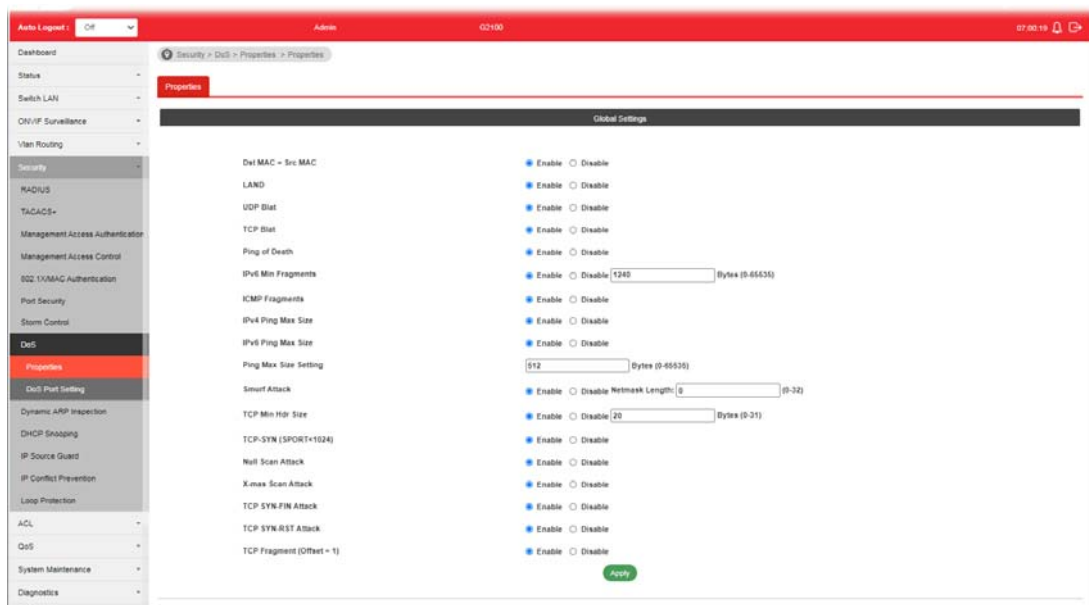 Auto Logout : Off Admin G2100 07:00:19
Dashboard
Status
Switch LAN
ONVIF Surveillance
Vlan Routing
Security
RADIUS
TACACS+
Management Access Authentication
Management Access Control
802.1X/MAC Authentication
Port Security
Storm Control
DoS
Properties
DoS Port Setting
Dynamic ARP Inspection
DHCP Snooping
IP Source Guard
IP Conflict Prevention
Loop Protection
ACL
QoS
System Maintenance
Diagnostics
Security > DoS > Properties > Properties
Properties
Global Settings
Dst MAC = Src MAC Enable Disable
LAND Enable Disable
UDP Blat Enable Disable
TCP Blat Enable Disable
Ping of Death Enable Disable
IPv6 Min Fragments Enable Disable 1240 Bytes (0-65535)
ICMP Fragments Enable Disable
IPv4 Ping Max Size Enable Disable
IPv6 Ping Max Size Enable Disable
Ping Max Size Setting 512 Bytes (0-65535)
Smurf Attack Enable Disable Netmask Length: 0 (0-32)
TCP Min Hdr Size Enable Disable 20 Bytes (0-31)
TCP-SYN (SPORT<1024) Enable Disable
Null Scan Attack Enable Disable
X-mas Scan Attack Enable Disable
TCP SYN-FIN Attack Enable Disable
TCP SYN-RST Attack Enable Disable
TCP Fragment (Offset = 1) Enable Disable
Apply